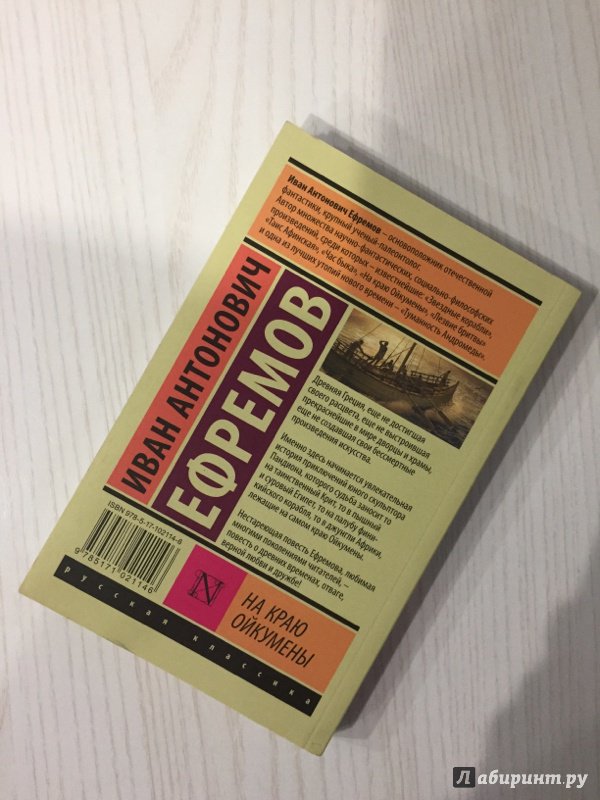 Иван Антонович Ефремов – основоположник отечественной
фантастики, крупный ученый-палеонтолог.
Автор множества научно-фантастических, социально-философских
произведений, среди которых – известнейшие: «Звездные корабли»,
«Таис Афинская», «Час быка», «На краю Ойкумены», «Лезвие бритвы»
и одна из лучших утопий нового времени – «Туманность Андромеды».
ИВАН АНТОНОВИЧ
ЕФРЕМОВ
Древняя Греция, еще не достигшая
своего расцвета, еще не выстроившая
прекраснейшие в мире дворцы и храмы,
еще не создавшая свои бессмертные
произведения искусства.
Именно здесь начинается увлекательная
история приключений юного скульптора
Пандиона, которого судьба заносит то
на таинственный Крит, то в пышный
и суровый Египет, то на палубу фини-
кийского корабля, то в джунгли Африки,
лежащие на самом краю Ойкумены.
Нестареющая повесть Ефремова, любимая
многими поколениями читателей, –
повесть о древних временах, отваге,
верной любви и дружбе!
ISBN 978-5-17-102114-6
9 785171 021146
N
НА КРАЮ
ОЙКУМЕНЫ
русская классика
Лабиринт.ру